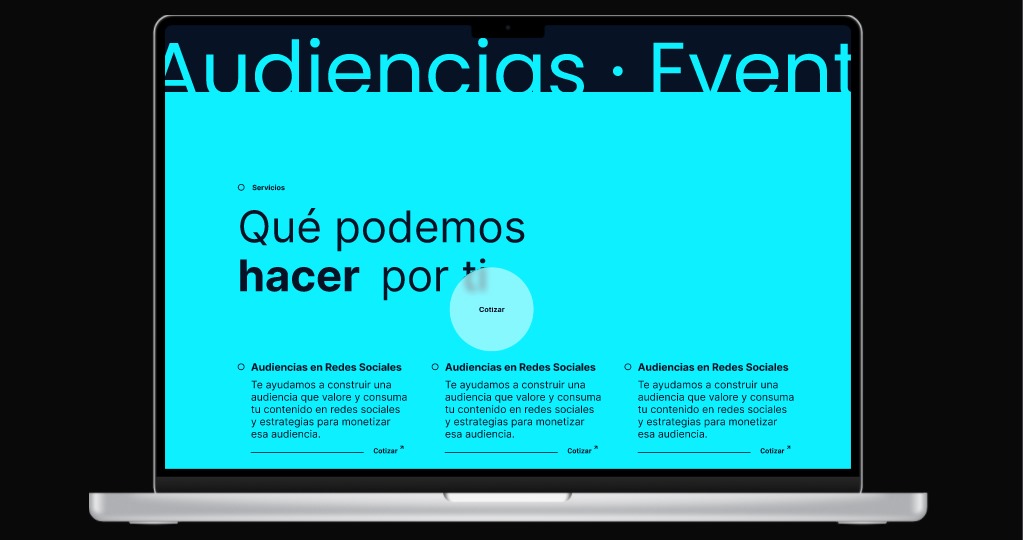 Audiencias · Event
Servicios
Qué podemos
hacer por ti
Cotizar
Audiencias en Redes Sociales
Te ayudamos a construir una
audiencia que valore y consuma
tu contenido en redes sociales
y estrategias para monetizar
esa audiencia.
Cotizar
Audiencias en Redes Sociales
Te ayudamos a construir una
audiencia que valore y consuma
tu contenido en redes sociales
y estrategias para monetizar
esa audiencia.
Cotizar
Audiencias en Redes Sociales
Te ayudamos a construir una
audiencia que valore y consuma
tu contenido en redes sociales
y estrategias para monetizar
esa audiencia.
Cotizar